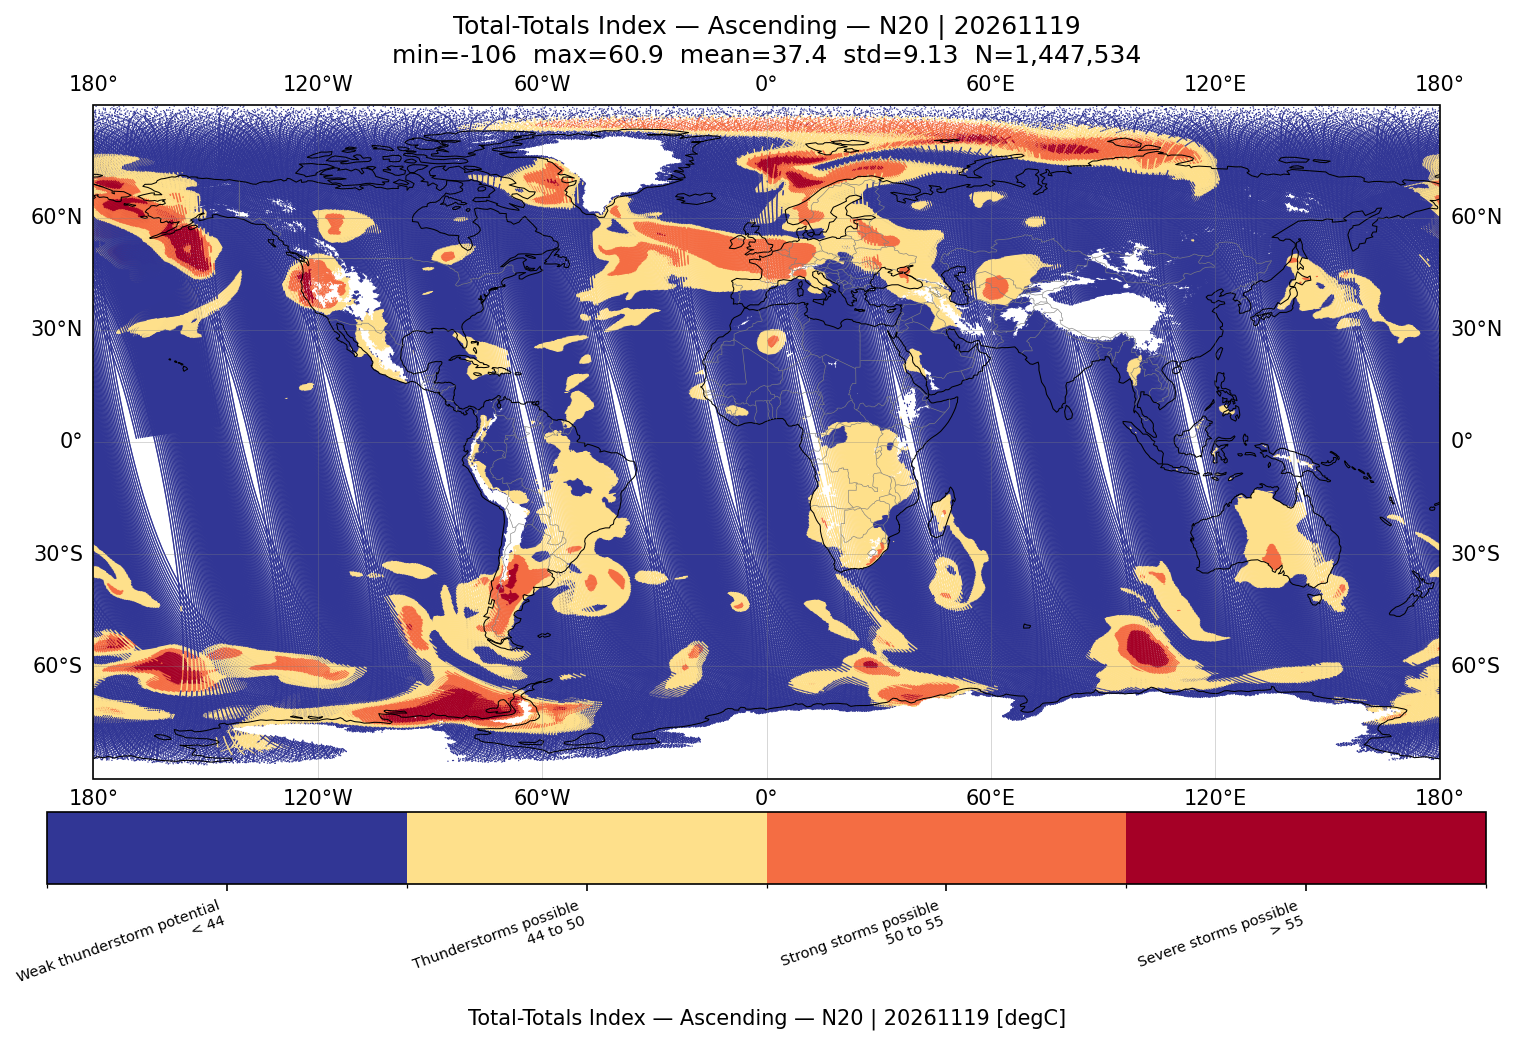 Total-Totals Index — Ascending — N20 | 20261119
min=-106  max=60.9  mean=37.4  std=9.13  N=1,447,534
180° 120°W 60°W 0° 60°E 120°E 180°
60°N 60°N
30°N 30°N
0° 0°
30°S 30°S
60°S 60°S
180° 120°W 60°W 0° 60°E 120°E 180°
Weak thunderstorm potential
< 44
Thunderstorms possible
44 to 50
Strong storms possible
50 to 55
Severe storms possible
> 55
Total-Totals Index — Ascending — N20 | 20261119 [degC]